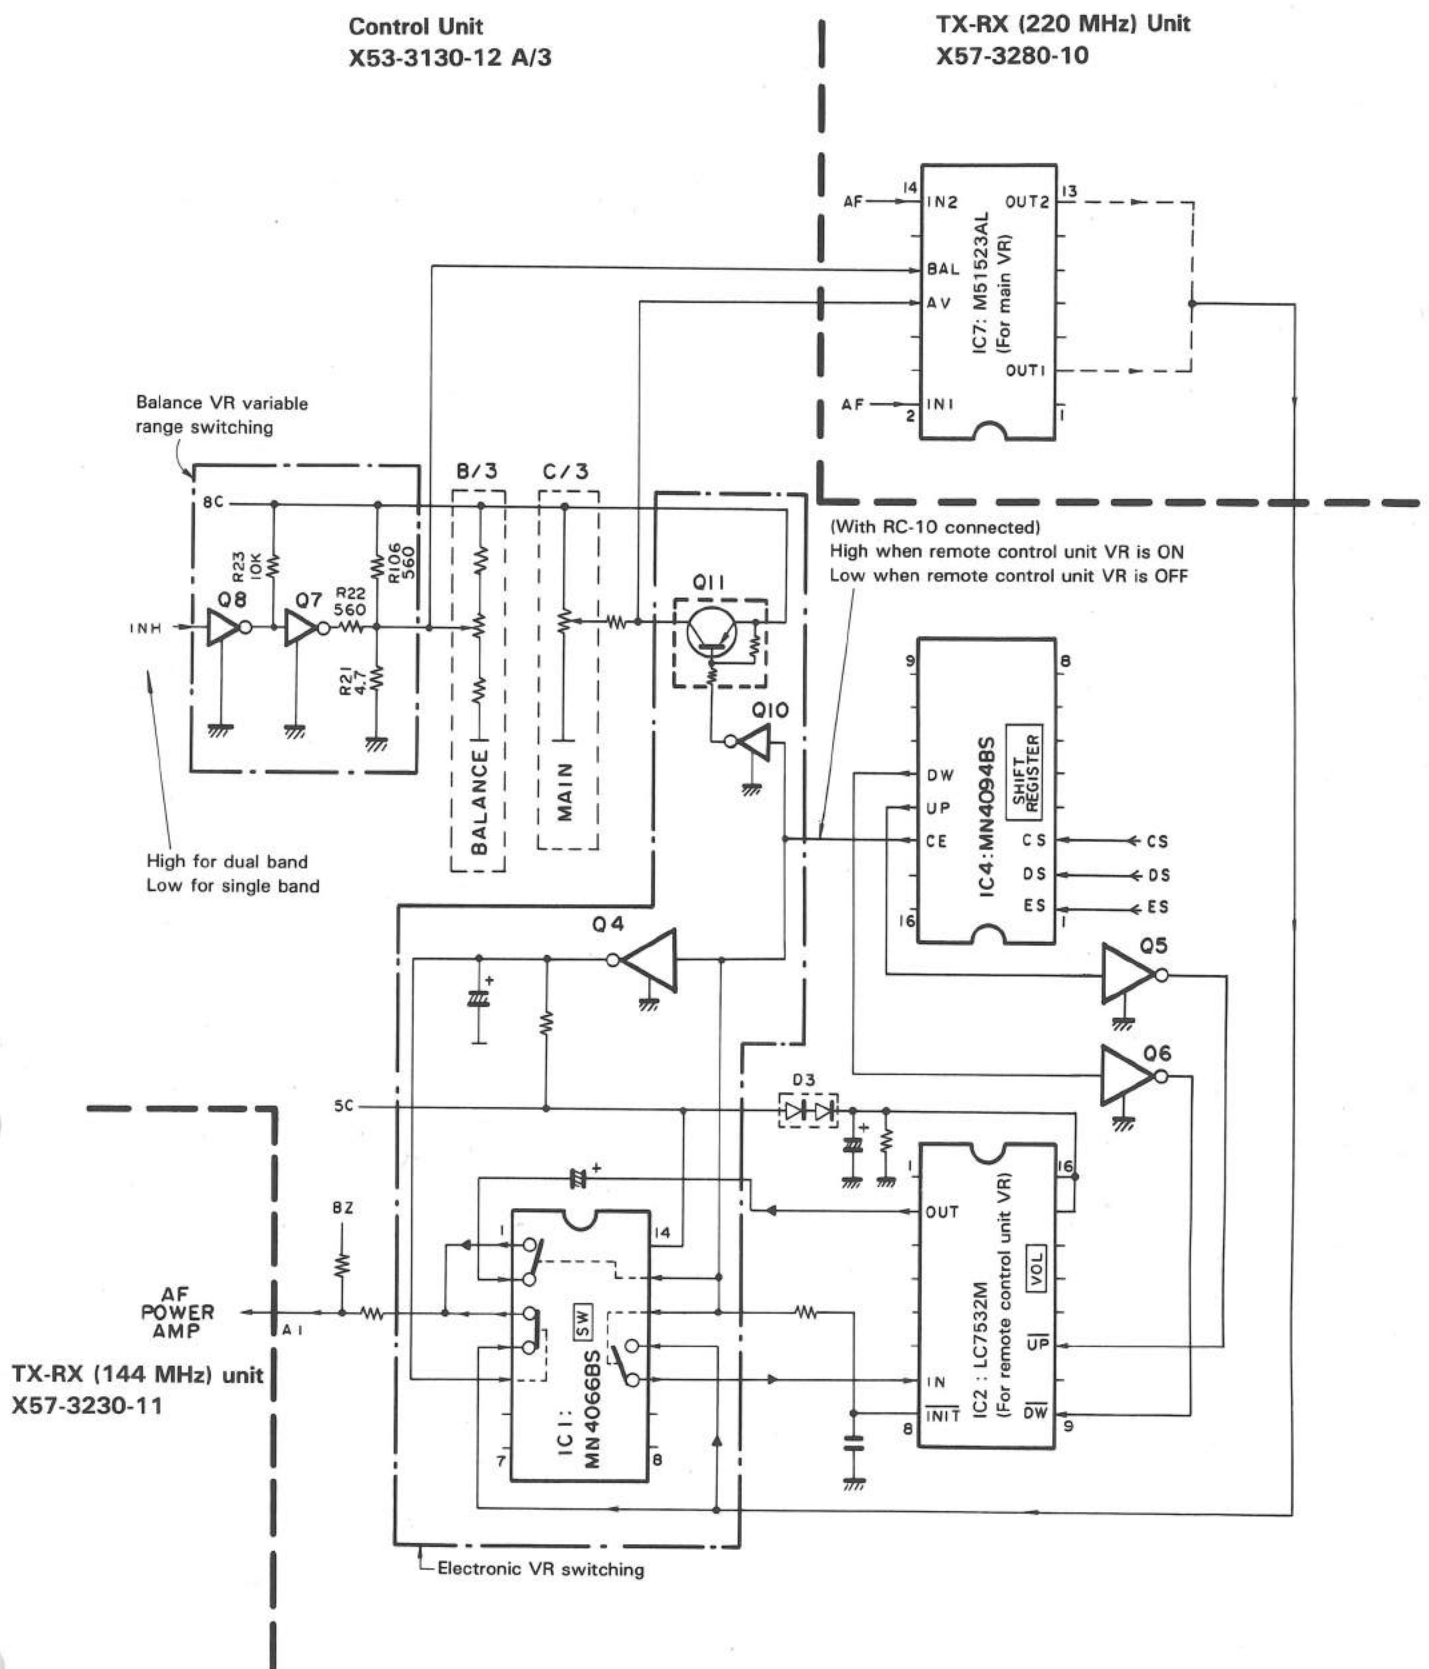 Control Unit
X53-3130-12 A/3
TX-RX (220 MHz) Unit
X57-3280-10
14
13
AF
IN2
OUT2
BAL
AV
IC7: M51523AL
(For main VR)
OUT1
AF
IN1
2
1
Balance VR variable
range switching
8C
R23
10K
R106
560
Q8
Q7
R22
560
INH
R21
4.7
B/3
C/3
BALANCE
MAIN
Q11
Q10
(With RC-10 connected)
High when remote control unit VR is ON
Low when remote control unit VR is OFF
High for dual band
Low for single band
9
8
DW
UP
CE
IC4:MN4094BS
SHIFT
REGISTER
CS
CS
DS
DS
ES
ES
16
1
Q4
+
Q5
Q6
5C
D3
+
+
8Z
1
14
SW
IC1:
MN4066BS
7
8
1
16
OUT
IC2 : LC7532M
(For remote control unit VR)
VOL
UP
IN
INIT
DW
8
9
AF
POWER
AMP
A1
TX-RX (144 MHz) unit
X57-3230-11
Electronic VR switching